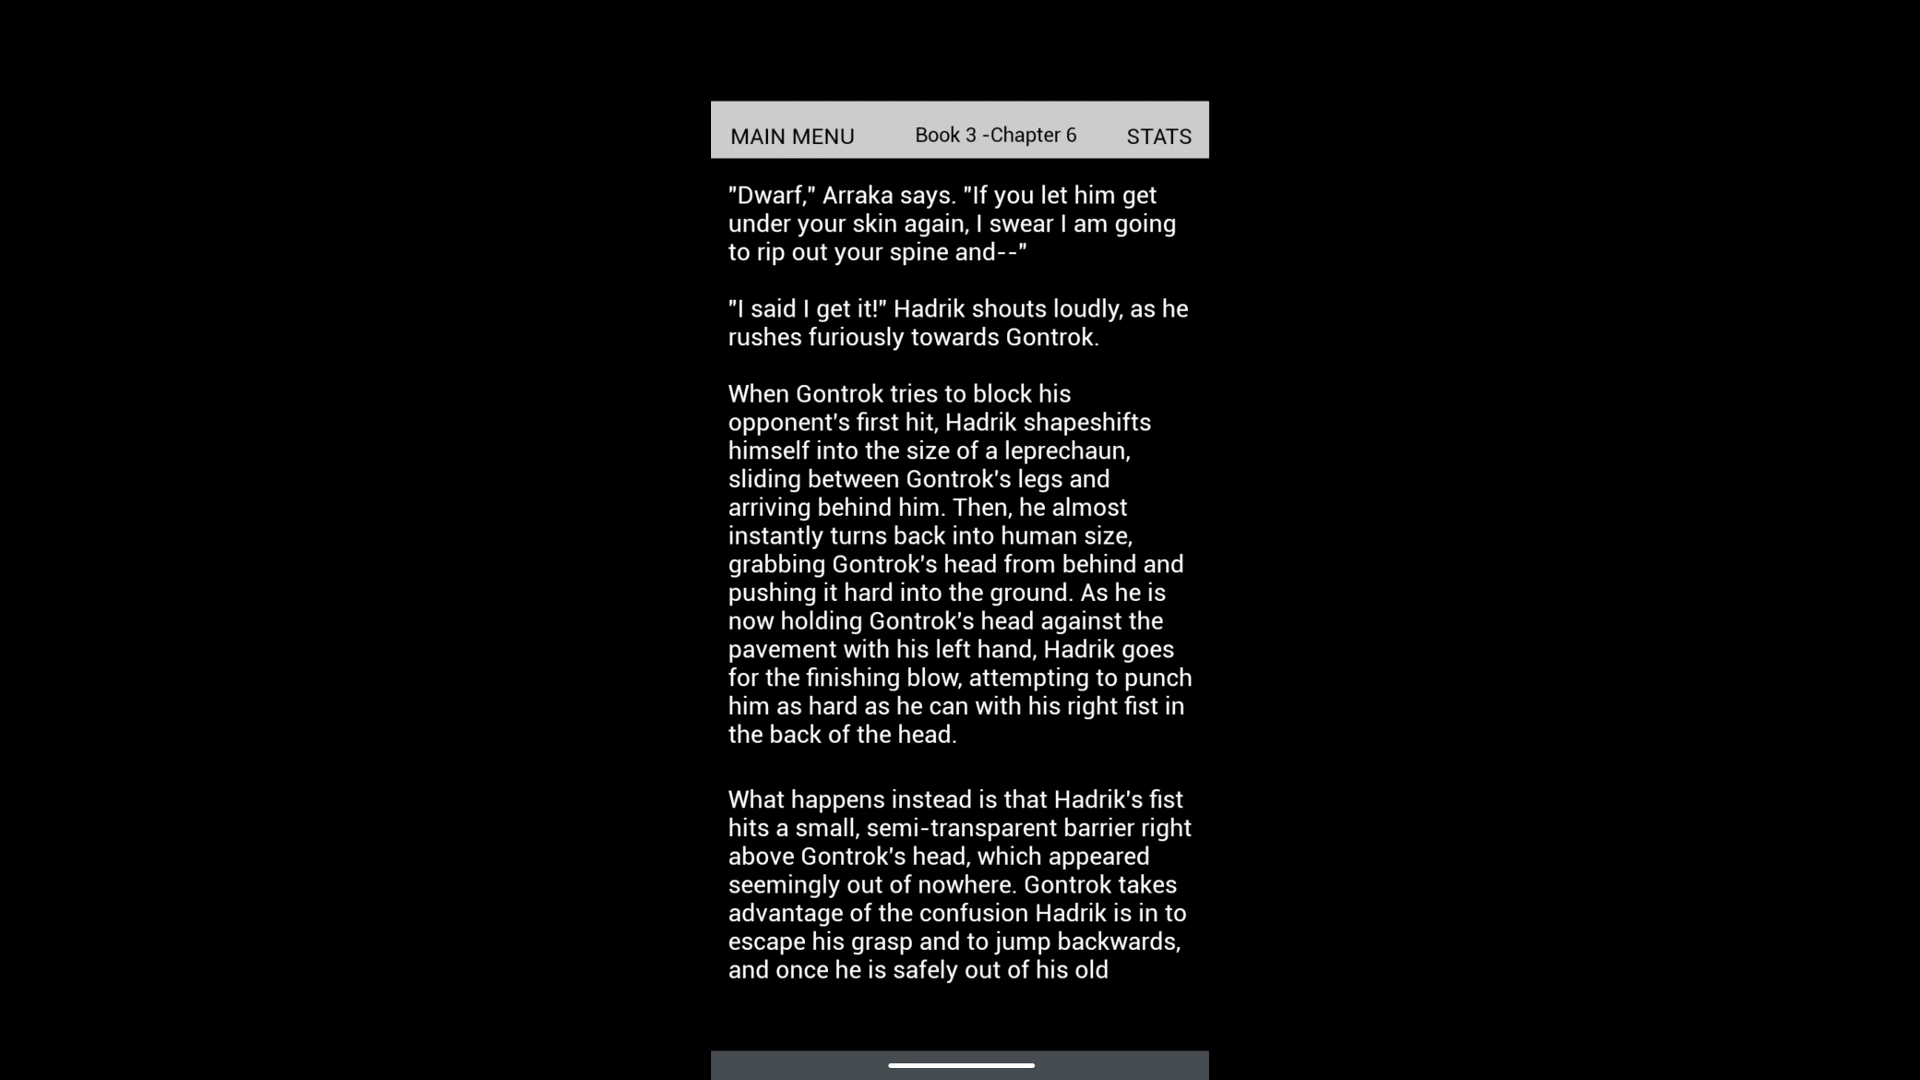 MAIN MENU
Book 3 -Chapter 6
STATS
"Dwarf," Arraka says. "If you let him get
under your skin again, I swear I am going
to rip out your spine and--"
"I said I get it!" Hadrik shouts loudly, as he
rushes furiously towards Gontrok.
When Gontrok tries to block his
opponent's first hit, Hadrik shapeshifts
himself into the size of a leprechaun,
sliding between Gontrok's legs and
arriving behind him. Then, he almost
instantly turns back into human size,
grabbing Gontrok's head from behind and
pushing it hard into the ground. As he is
now holding Gontrok's head against the
pavement with his left hand, Hadrik goes
for the finishing blow, attempting to punch
him as hard as he can with his right fist in
the back of the head.
What happens instead is that Hadrik's fist
hits a small, semi-transparent barrier right
above Gontrok's head, which appeared
seemingly out of nowhere. Gontrok takes
advantage of the confusion Hadrik is in to
escape his grasp and to jump backwards,
and once he is safely out of his old